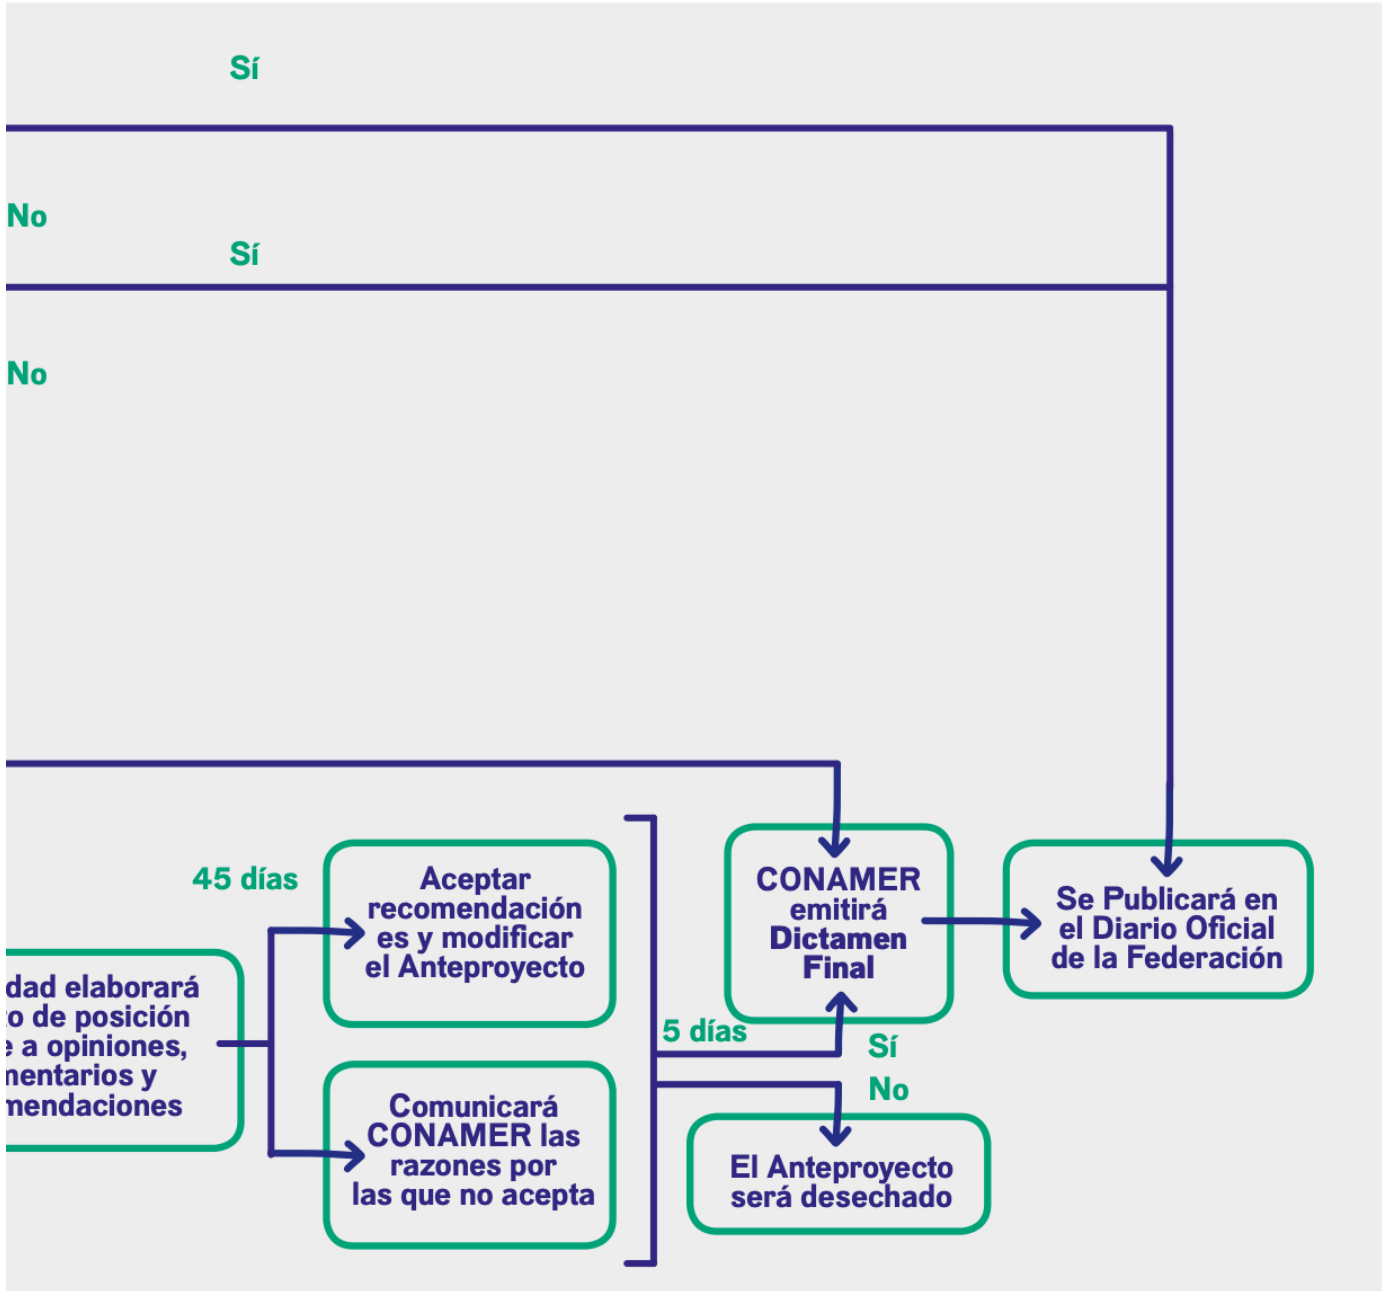 Sí
No
Sí
No
45 días
Aceptar
recomendación
es y modificar
el Anteproyecto
dad elaborará
o de posición
a opiniones,
mentarios y
mendaciones
Comunicará
CONAMER las
razones por
las que no acepta
5 días
CONAMER
emitirá
Dictamen
Final
Sí
No
El Anteproyecto
será desechado
Se Publicará en
el Diario Oficial
de la Federación